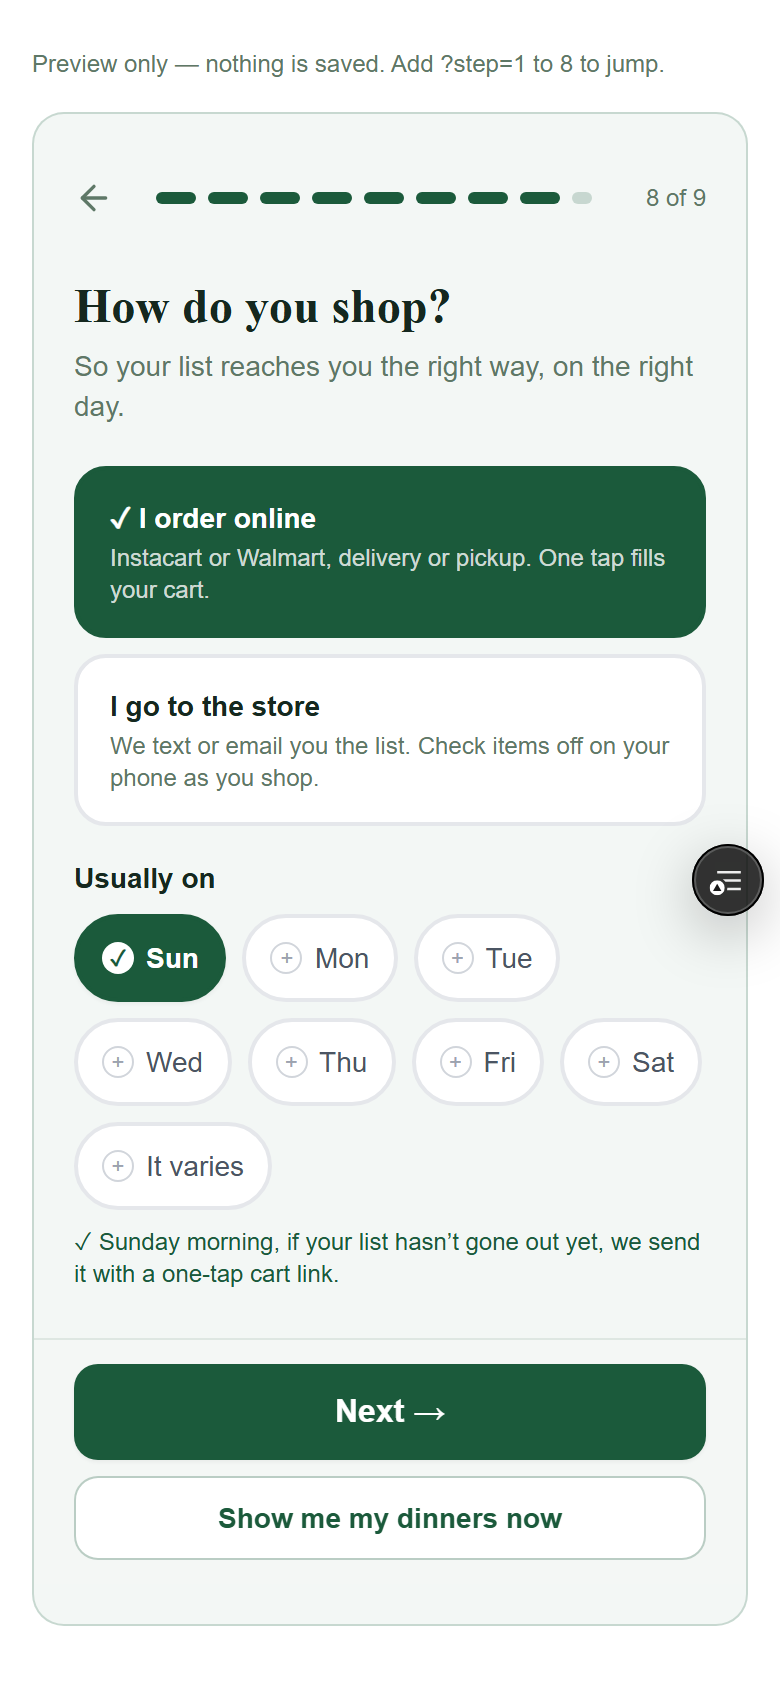 Preview only — nothing is saved. Add ?step=1 to 8 to jump.
8 of 9
How do you shop?
So your list reaches you the right way, on the right
day.
✓ I order online
Instacart or Walmart, delivery or pickup. One tap fills
your cart.
I go to the store
We text or email you the list. Check items off on your
phone as you shop.
Usually on
✓ Sun + Mon + Tue
+ Wed + Thu + Fri + Sat
+ It varies
✓ Sunday morning, if your list hasn’t gone out yet, we send
it with a one-tap cart link.
Next →
Show me my dinners now